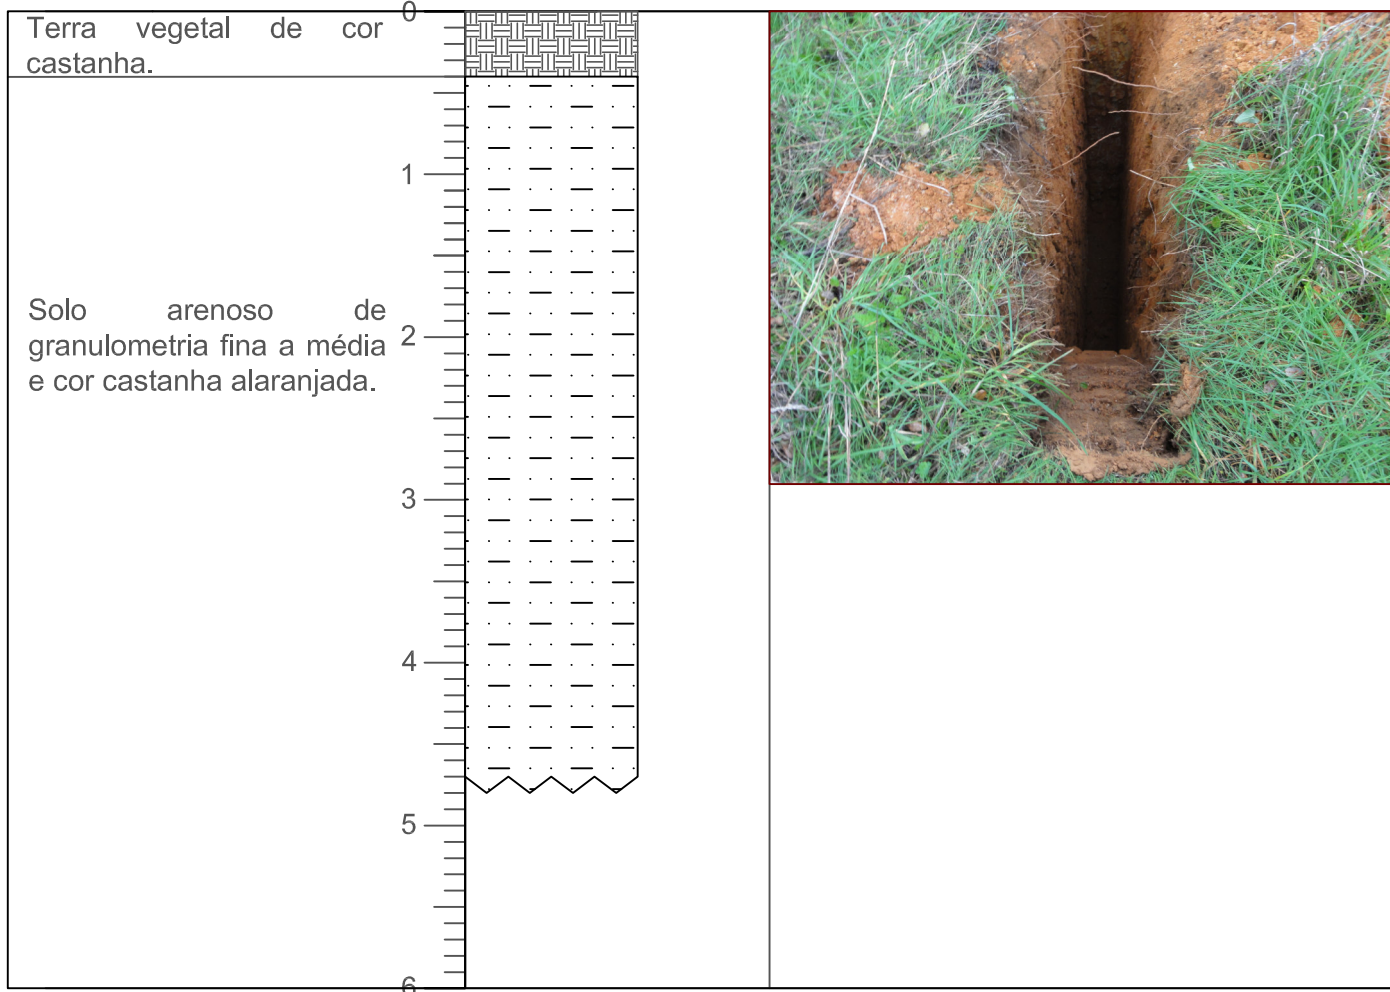 Terra vegetal de cor
castanha.
Solo arenoso de
granulometria fina a média
e cor castanha alaranjada.
0
1
2
3
4
5
6